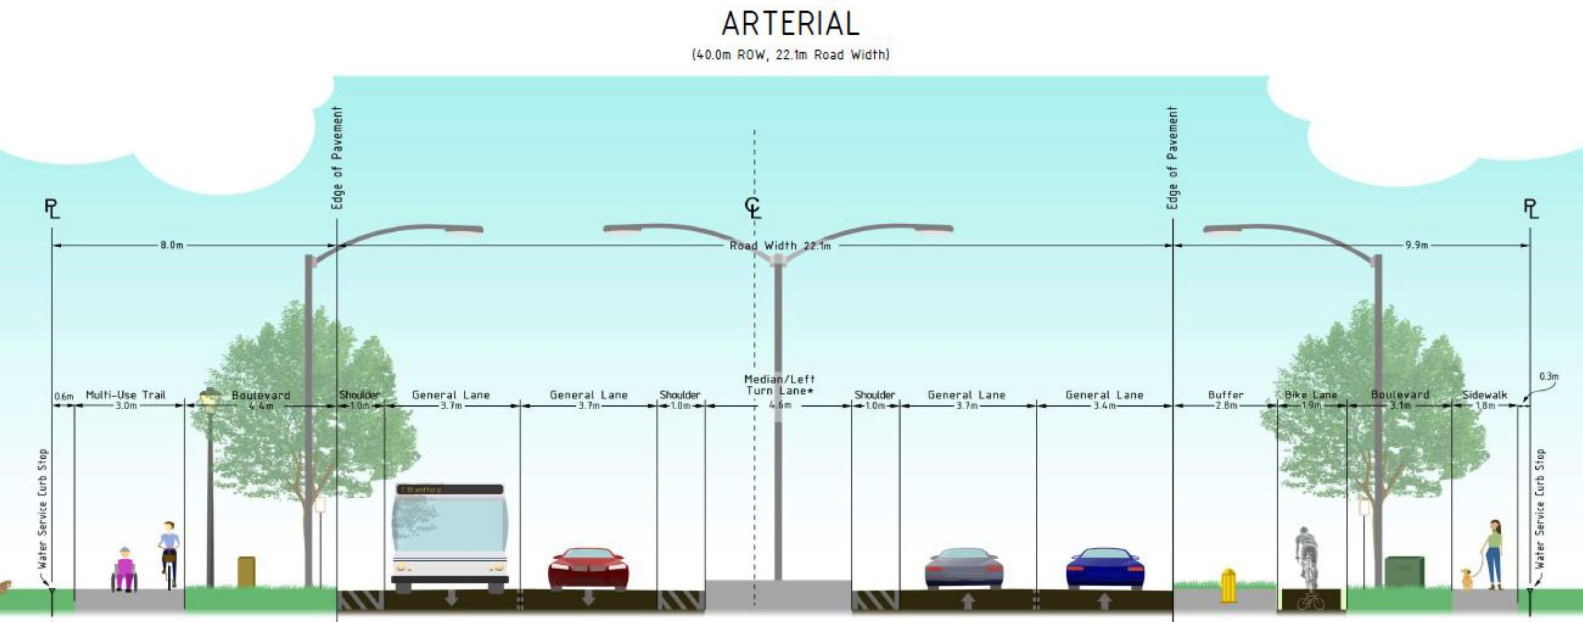 ARTERIAL
(40.0m ROW, 22.1m Road Width)
Edge of Pavement
Edge of Pavement
PL
CL
PL
8.0m
Road Width 22.1m
9.9m
0.6m
Multi-Use Trail
3.0m
Boulevard
4.4m
Shoulder
1.0m
General Lane
3.7m
General Lane
3.7m
Shoulder
1.0m
Median/Left
Turn Lane*
4.6m
Shoulder
1.0m
General Lane
3.7m
General Lane
3.4m
Buffer
2.8m
Bike Lane
1.9m
Boulevard
3.1m
Sidewalk
1.8m
0.3m
Water Service Curb Stop
Water Service Curb Stop
Brantford